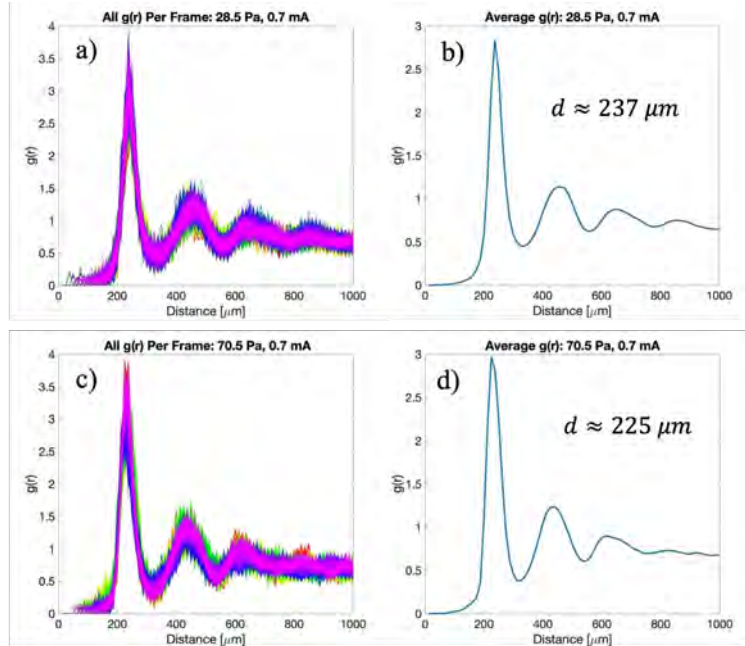 All g(r) Per Frame: 28.5 Pa, 0.7 mA
a)
g(r)
4
3.5
3
2.5
2
1.5
1
0.5
0
0 200 400 600 800 1000
Distance [μm]
Average g(r): 28.5 Pa, 0.7 mA
b)
d ≈ 237 μm
g(r)
3
2.5
2
1.5
1
0.5
0
0 200 400 600 800 1000
Distance [μm]
All g(r) Per Frame: 70.5 Pa, 0.7 mA
c)
g(r)
4
3.5
3
2.5
2
1.5
1
0.5
0
0 200 400 600 800 1000
Distance [μm]
Average g(r): 70.5 Pa, 0.7 mA
d)
d ≈ 225 μm
g(r)
3
2.5
2
1.5
1
0.5
0
0 200 400 600 800 1000
Distance [μm]